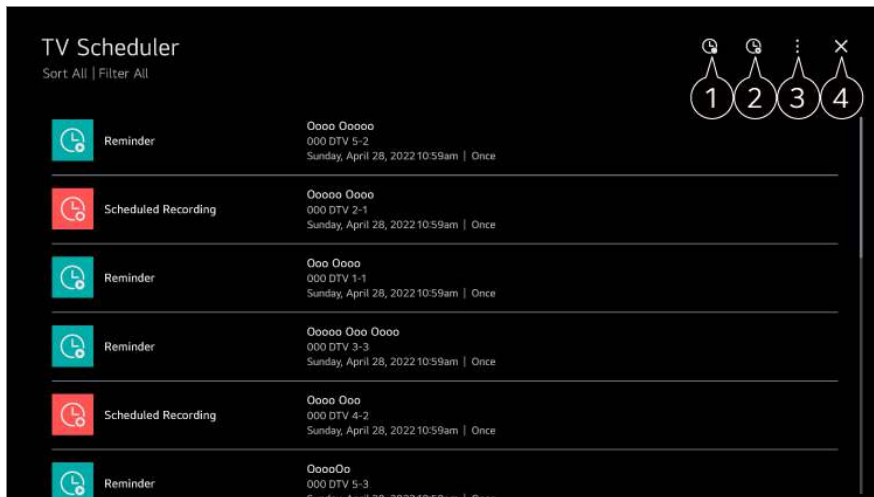 TV Scheduler
Sort All | Filter All
1 2 3 4
Reminder
Oooo Ooooo
000 DTV 5-2
Sunday, April 28, 2022 10:59am | Once
Scheduled Recording
Ooooo Oooo
000 DTV 2-1
Sunday, April 28, 2022 10:59am | Once
Reminder
Ooo Oooo
000 DTV 1-1
Sunday, April 28, 2022 10:59am | Once
Reminder
Ooooo Ooo Oooo
000 DTV 3-3
Sunday, April 28, 2022 10:59am | Once
Scheduled Recording
Oooo Ooo
000 DTV 4-2
Sunday, April 28, 2022 10:59am | Once
Reminder
OoooOo
000 DTV 5-3